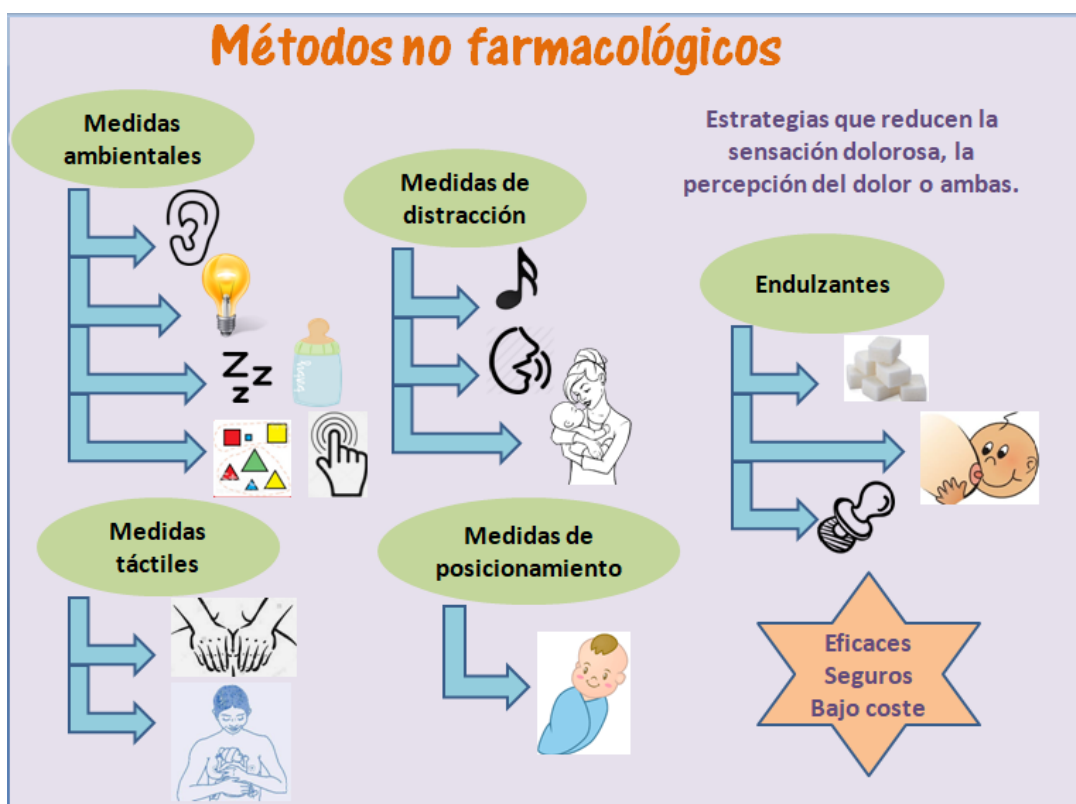 Métodos no farmacológicos
Medidas
ambientales
Estrategias que reducen la
sensación dolorosa, la
percepción del dolor o ambas.
Medidas de
distracción
Endulzantes
Z Z Z
Medidas
táctiles
Medidas de
posicionamiento
Eficaces
Seguros
Bajo coste